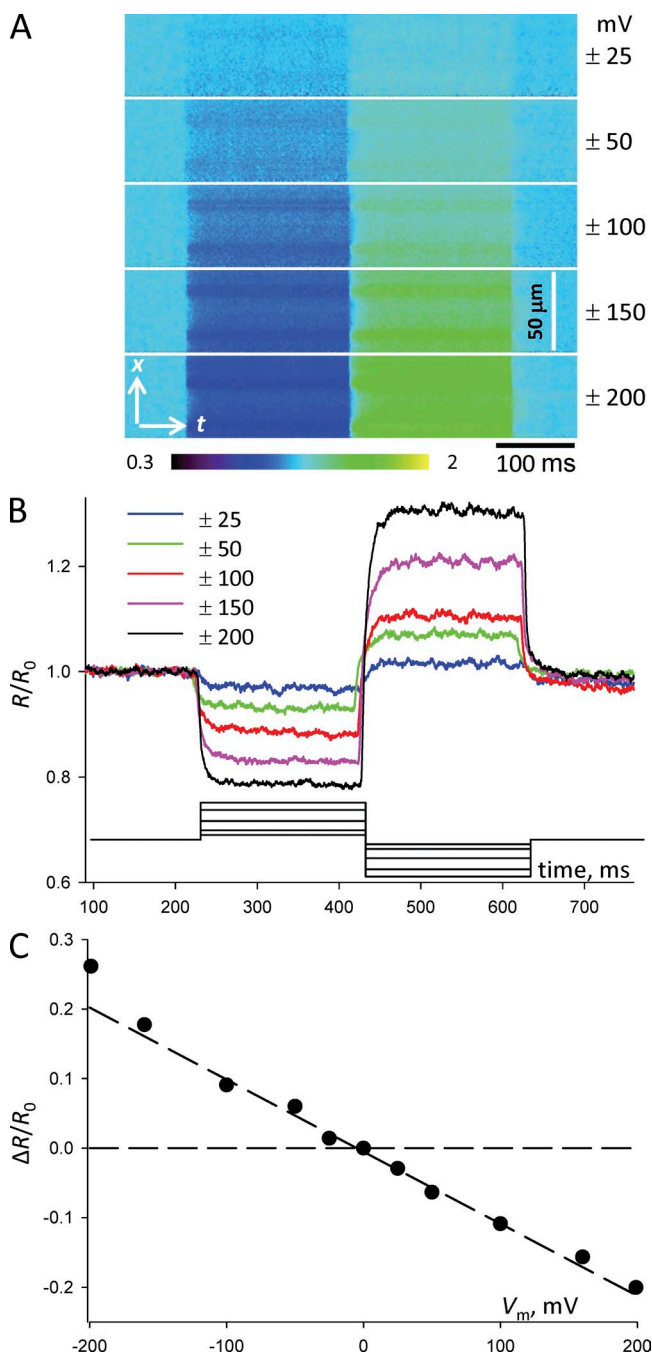 A
mV
± 25
± 50
± 100
± 150
50 µm
± 200
x
t
0.3
2
100 ms
B
± 25
± 50
± 100
± 150
± 200
1.2
1.0
0.8
0.6
R/R0
time, ms
100 200 300 400 500 600 700
C
0.3
0.2
0.1
0.0
-0.1
-0.2
ΔR/R0
Vm, mV
-200 -100 0 100 200